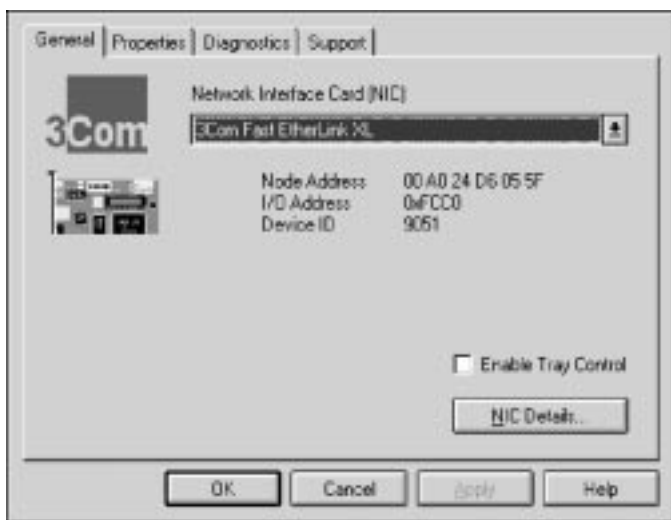 General Properties Diagnostics Support
3Com
Network Interface Card (NIC)
3Com Fast EtherLink XL
Node Address 00 A0 24 D6 05 5F
I/O Address 0xFCC0
Device ID 9051
Enable Tray Control
NIC Details...
OK Cancel Apply Help